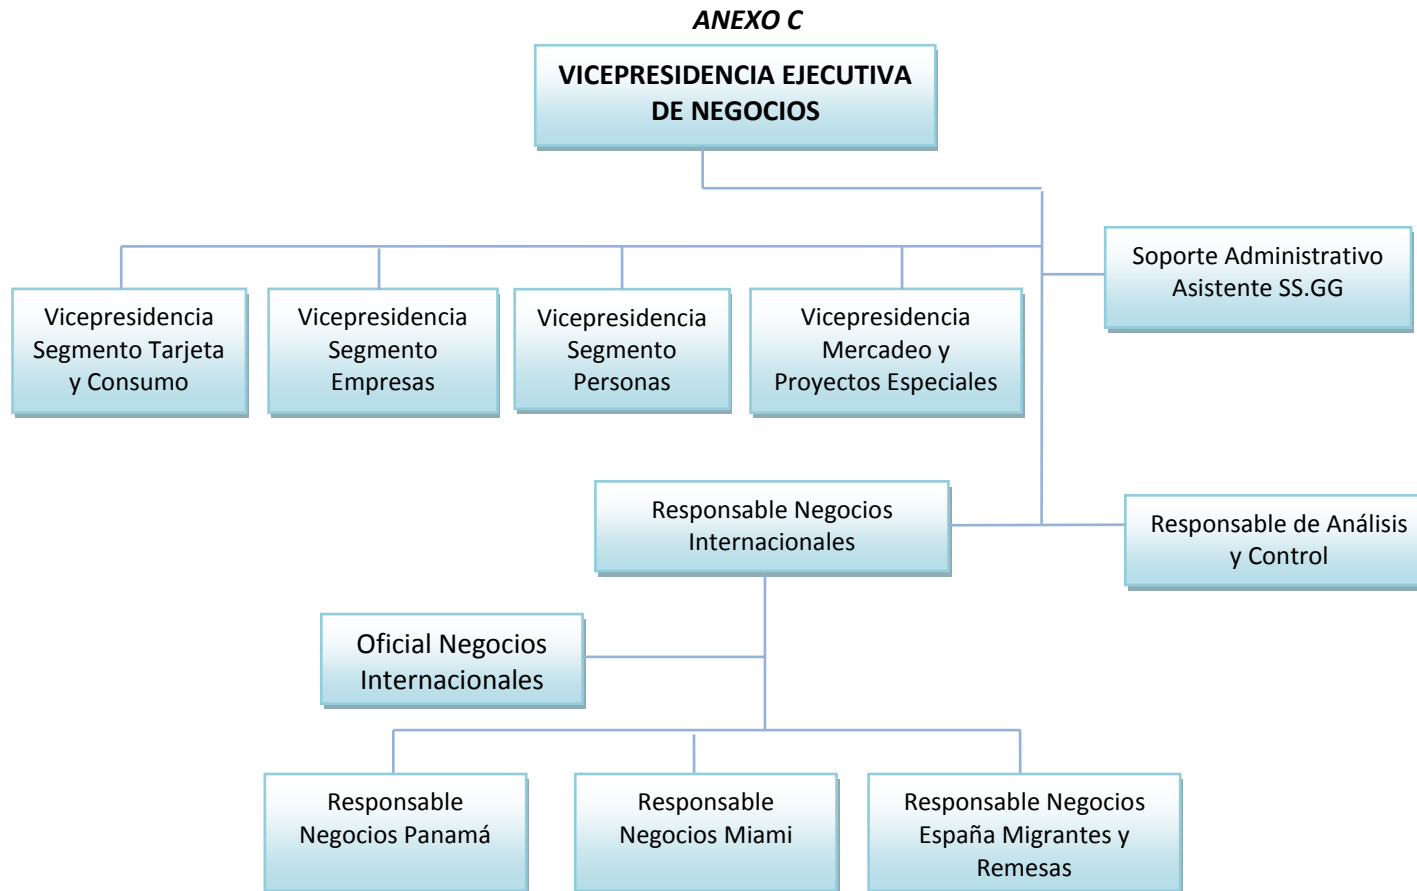 ANEXO C
VICEPRESIDENCIA EJECUTIVA
DE NEGOCIOS
Soporte Administrativo
Asistente SS.GG
Vicepresidencia
Segmento Tarjeta
y Consumo
Vicepresidencia
Segmento
Empresas
Vicepresidencia
Segmento
Personas
Vicepresidencia
Mercadeo y
Proyectos Especiales
Responsable Negocios
Internacionales
Responsable de Análisis
y Control
Oficial Negocios
Internacionales
Responsable
Negocios Panamá
Responsable
Negocios Miami
Responsable Negocios
España Migrantes y
Remesas